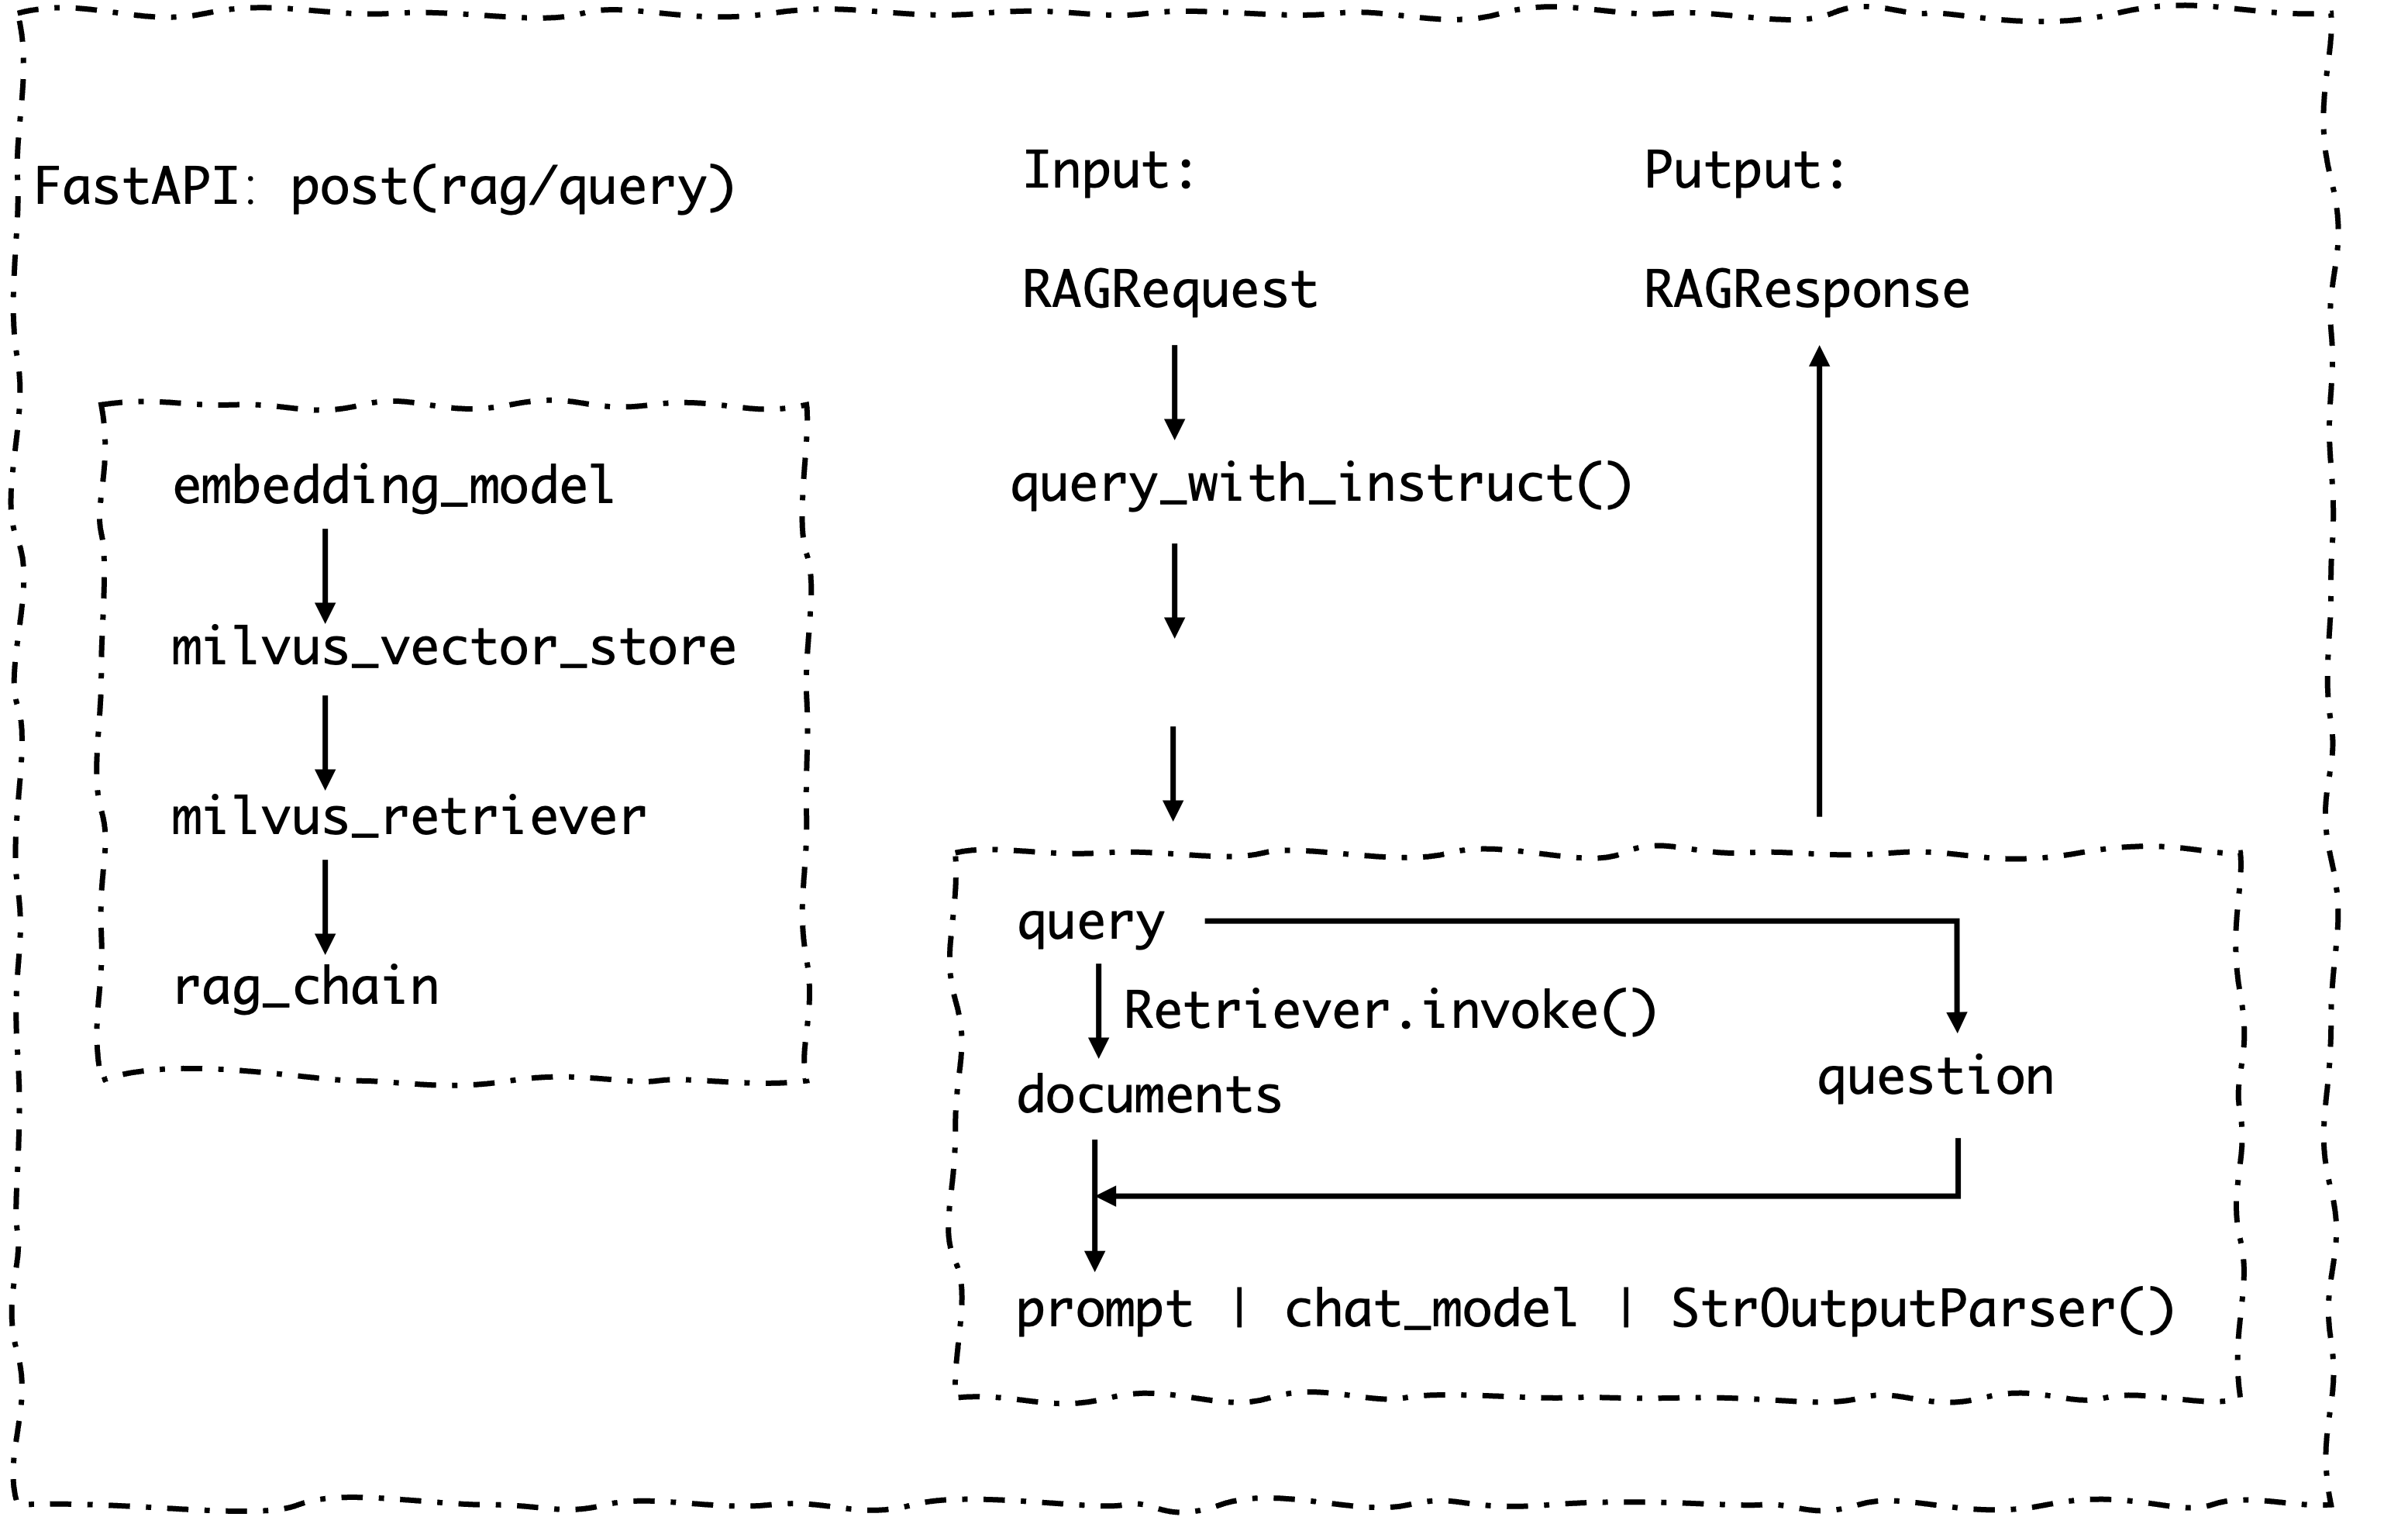 FastAPI: post(rag/query)
Input:
Putput:
RAGRequest
RAGResponse
embedding_model
milvus_vector_store
milvus_retriever
rag_chain
query_with_instruct()
query
Retriever.invoke()
documents
question
prompt | chat_model | StrOutputParser()